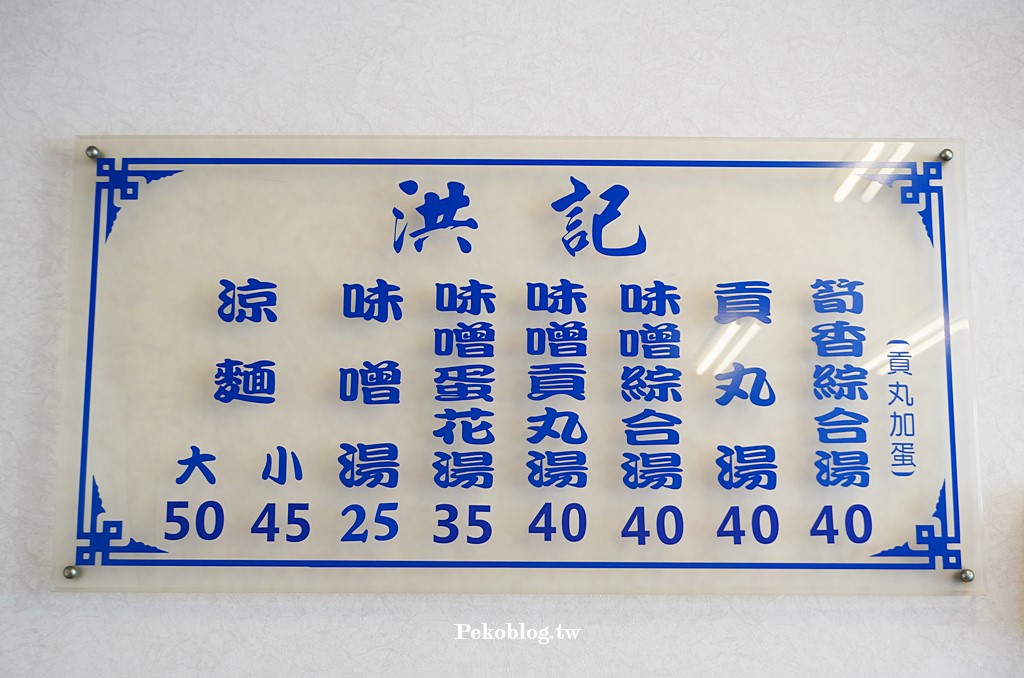 洪記
涼麵
大
50
小
45
味噌湯
25
味噌蛋花湯
35
味噌貢丸湯
40
味噌綜合湯
40
貢丸湯
40
筍香綜合湯
(貢丸加蛋)
40
Pekoblog.tw